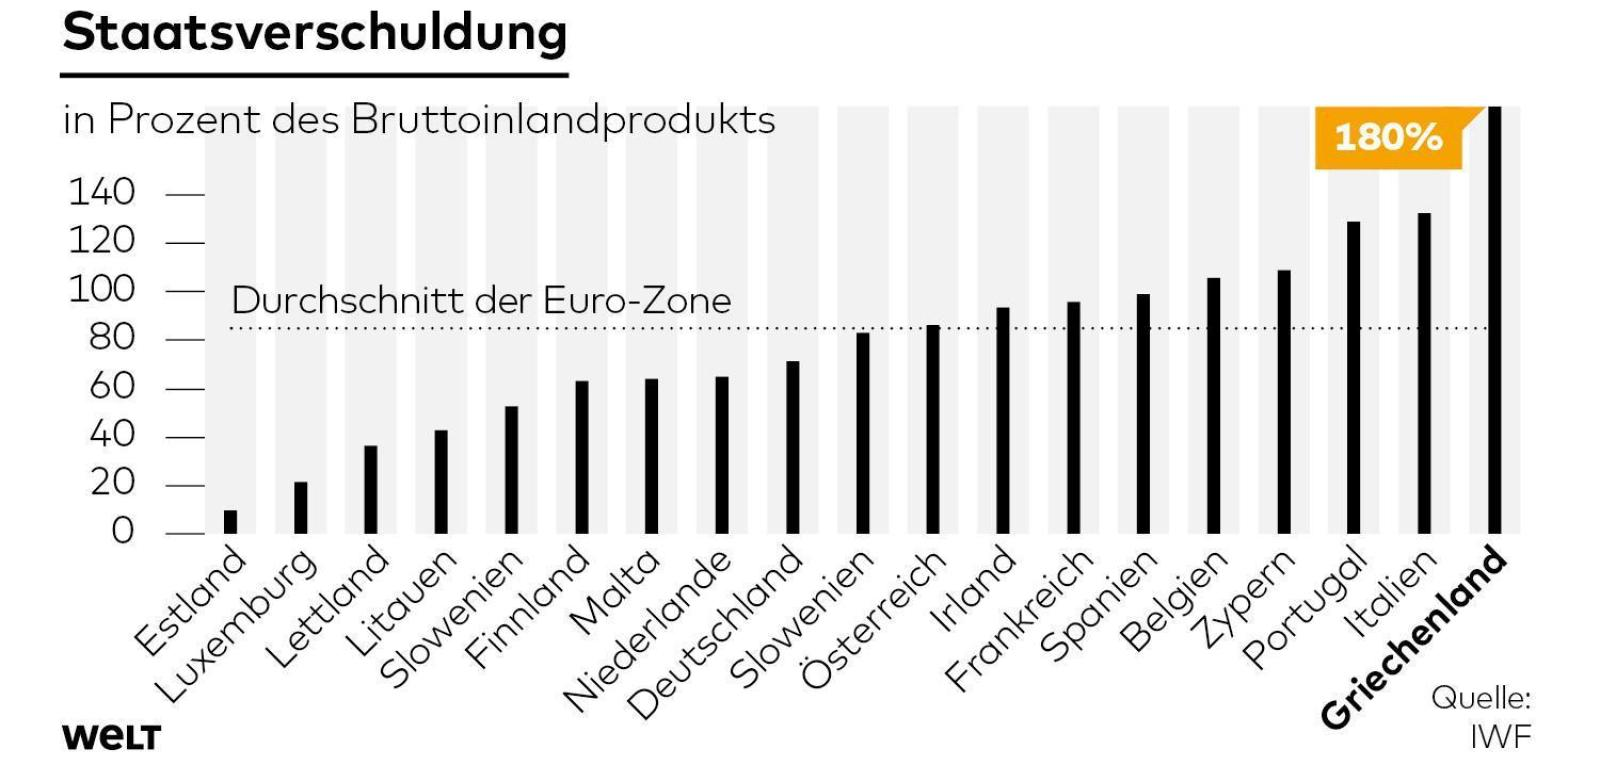 Staatsverschuldung
in Prozent des Bruttoinlandprodukts
180%
140
120
100
Durchschnitt der Euro-Zone
80
60
40
20
0
Estland
Luxemburg
Lettland
Litauen
Slowenien
Finnland
Malta
Niederlande
Deutschland
Slowenien
Österreich
Irland
Frankreich
Spanien
Belgien
Zypern
Portugal
Italien
Griechenland
Quelle:
IWF
WELT